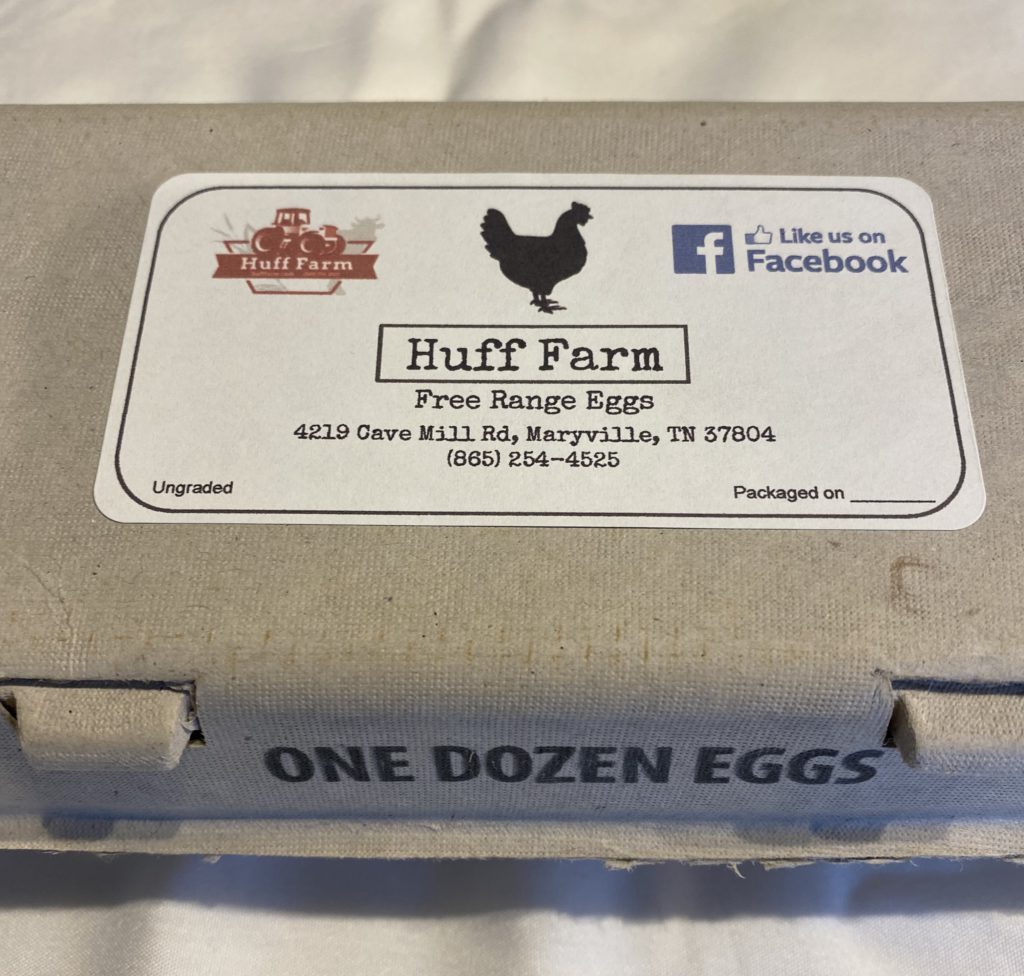 Huff Farm
Like us on
Facebook
Huff Farm
Free Range Eggs
4219 Cave Mill Rd, Maryville, TN 37804
(865) 254-4525
Ungraded
Packaged on ______
ONE DOZEN EGGS